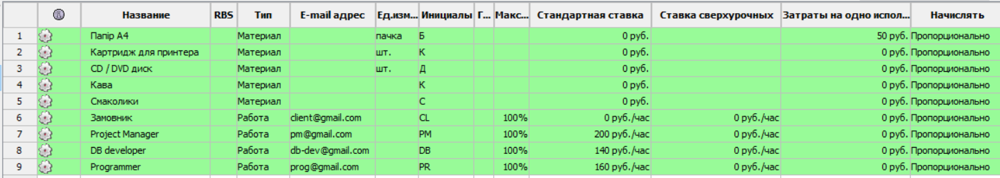 Название RBS Тип E-mail адрес Ед.изм... Инициалы Г... Макс... Стандартная ставка Ставка сверхурочных Затраты на одно испол... Начислять
1 Папір А4 Материал пачка Б 0 руб. 50 руб. Пропорционально
2 Картридж для принтера Материал шт. К 0 руб. 0 руб. Пропорционально
3 CD / DVD диск Материал шт. Д 0 руб. 0 руб. Пропорционально
4 Кава Материал К 0 руб. 0 руб. Пропорционально
5 Смаколики Материал С 0 руб. 0 руб. Пропорционально
6 Замовник Работа client@gmail.com CL 100% 0 руб./час 0 руб./час 0 руб. Пропорционально
7 Project Manager Работа pm@gmail.com PM 100% 200 руб./час 0 руб./час 0 руб. Пропорционально
8 DB developer Работа db-dev@gmail.com DB 100% 140 руб./час 0 руб./час 0 руб. Пропорционально
9 Programmer Работа prog@gmail.com PR 100% 160 руб./час 0 руб./час 0 руб. Пропорционально